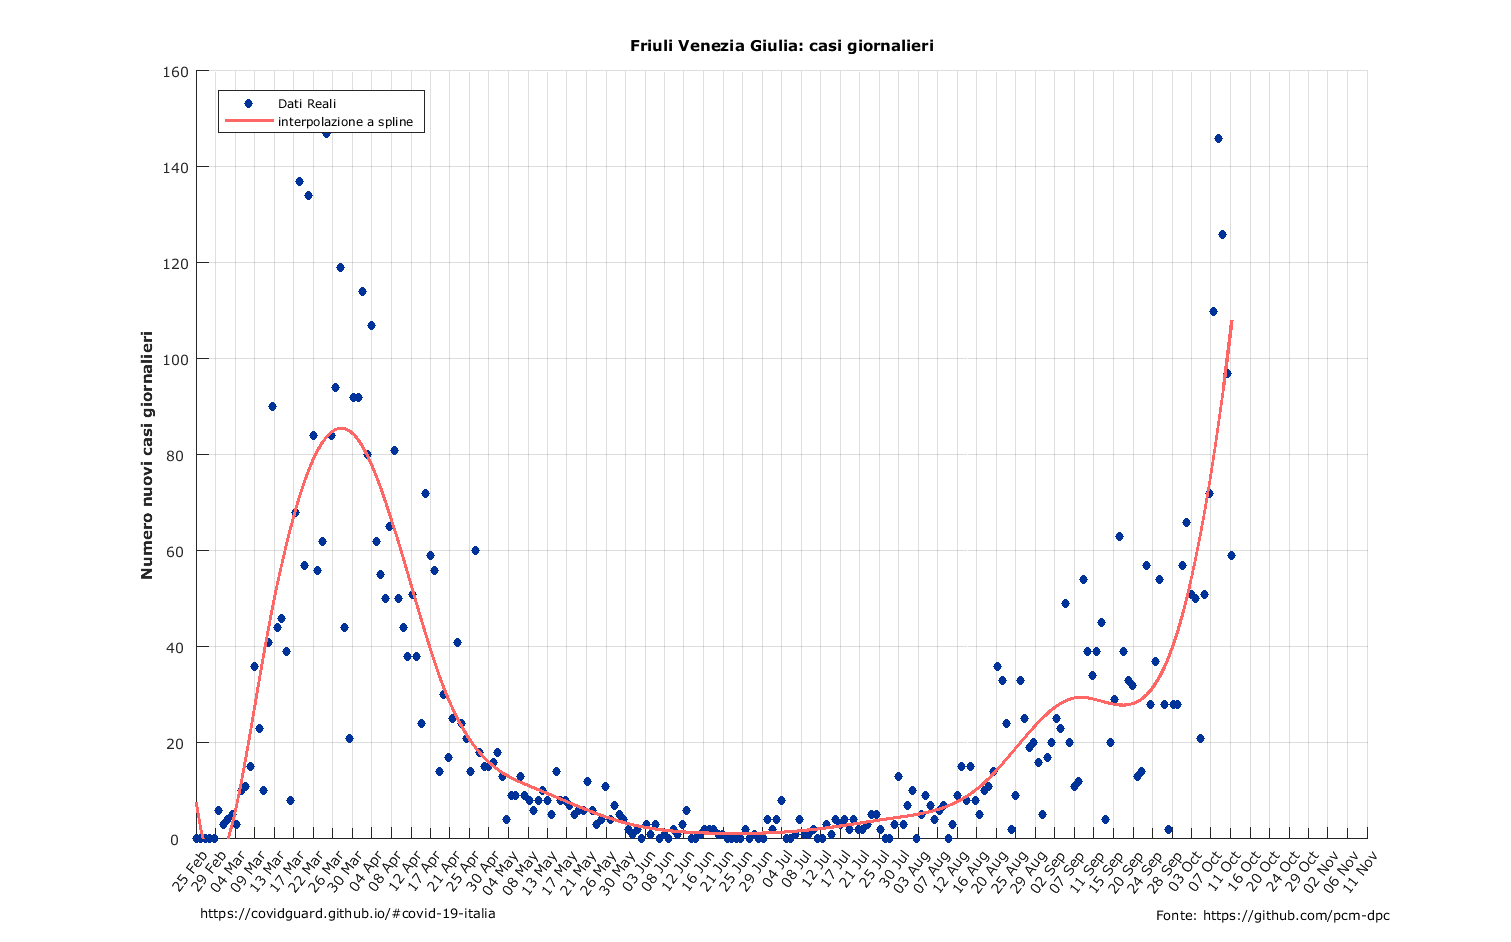 Friuli Venezia Giulia: casi giornalieri
Dati Reali
interpolazione a spline
Numero nuovi casi giornalieri
160
140
120
100
80
60
40
20
0
25 Feb
29 Feb
04 Mar
09 Mar
13 Mar
17 Mar
22 Mar
26 Mar
30 Mar
04 Apr
08 Apr
12 Apr
17 Apr
21 Apr
25 Apr
30 Apr
04 May
08 May
13 May
17 May
21 May
26 May
30 May
03 Jun
08 Jun
12 Jun
16 Jun
21 Jun
25 Jun
29 Jun
04 Jul
08 Jul
12 Jul
17 Jul
21 Jul
25 Jul
30 Jul
03 Aug
07 Aug
12 Aug
16 Aug
20 Aug
25 Aug
29 Aug
02 Sep
07 Sep
11 Sep
15 Sep
20 Sep
24 Sep
28 Sep
03 Oct
07 Oct
11 Oct
16 Oct
20 Oct
24 Oct
29 Oct
02 Nov
06 Nov
11 Nov
https://covidguard.github.io/#covid-19-italia
Fonte: https://github.com/pcm-dpc